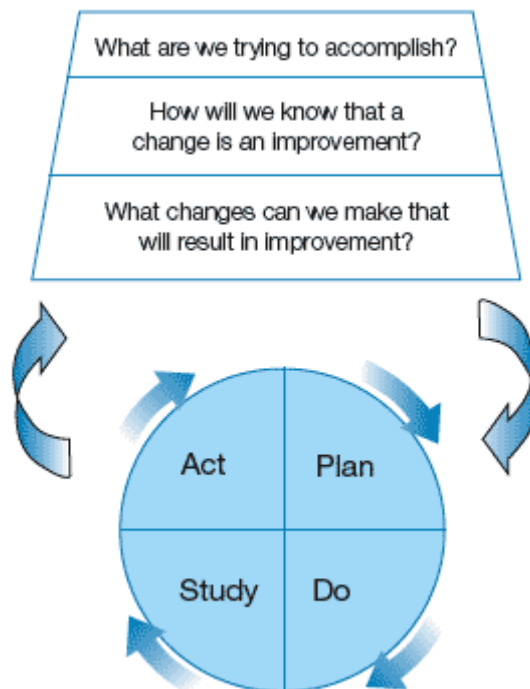 What are we trying to accomplish?
How will we know that a
change is an improvement?
What changes can we make that
will result in improvement?
Act
Plan
Study
Do